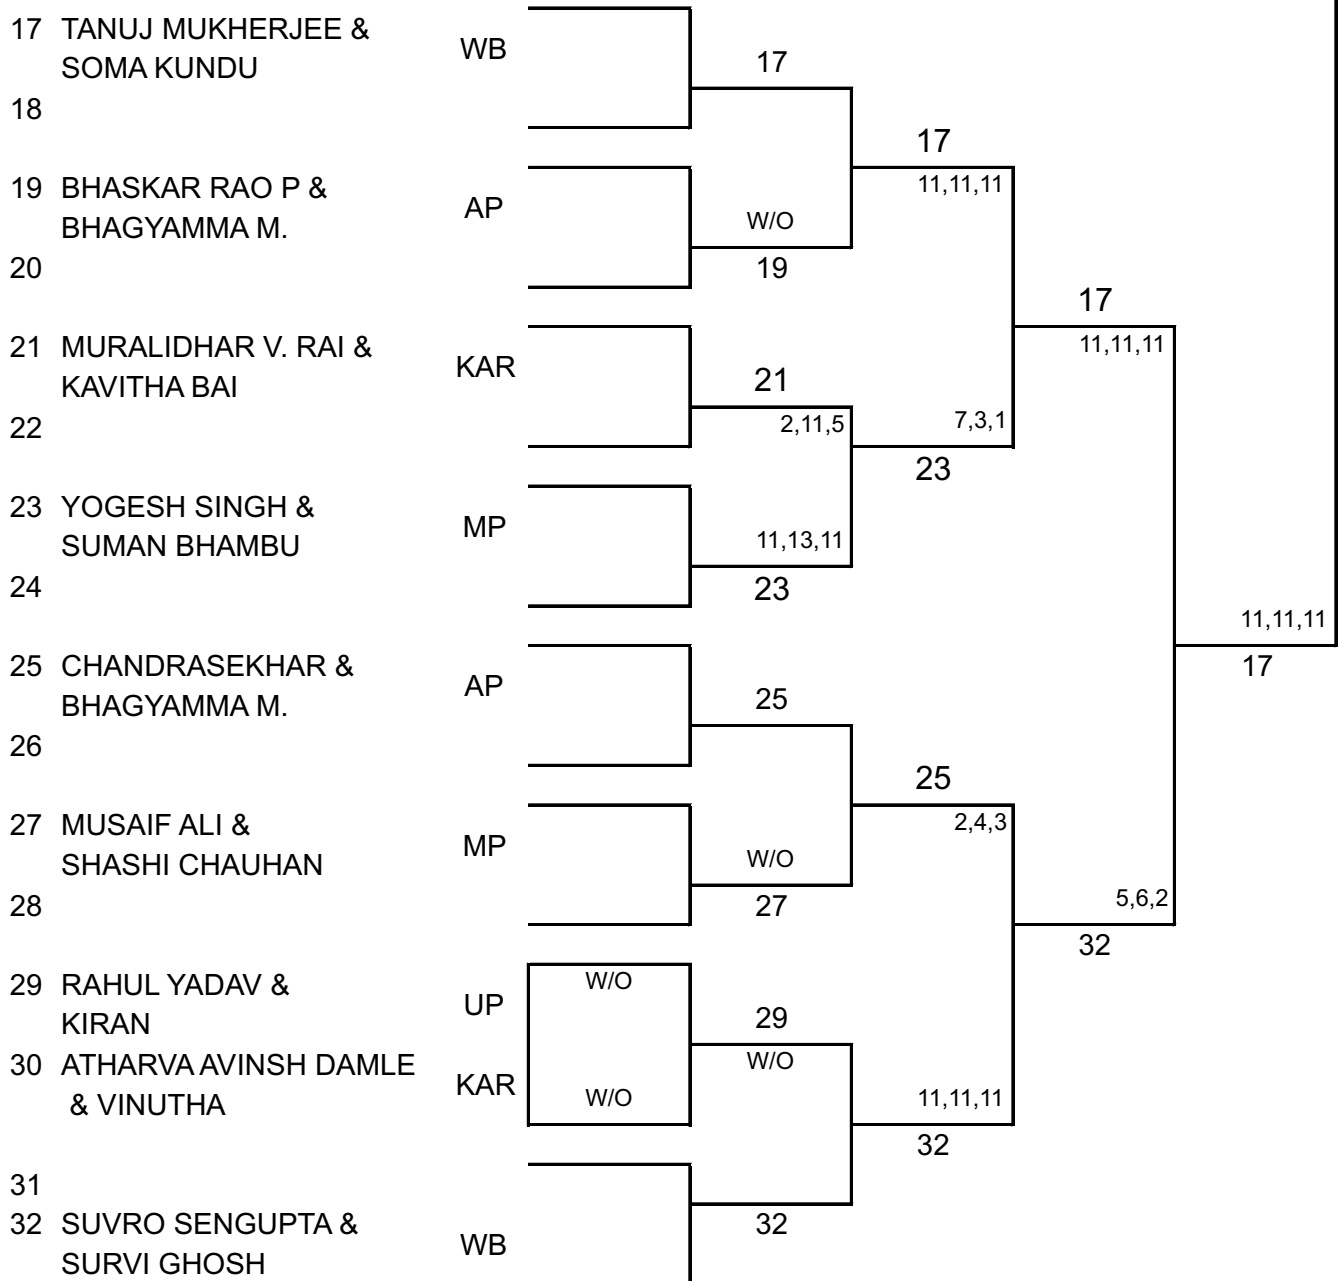 17 TANUJ MUKHERJEE &
SOMA KUNDU
WB
17
18
17
11,11,11
19 BHASKAR RAO P &
BHAGYAMMA M.
AP
W/O
19
20
17
11,11,11
21 MURALIDHAR V. RAI &
KAVITHA BAI
KAR
21
2,11,5
22
7,3,1
23
23 YOGESH SINGH &
SUMAN BHAMBU
MP
11,13,11
23
24
11,11,11
17
25 CHANDRASEKHAR &
BHAGYAMMA M.
AP
25
26
25
2,4,3
27 MUSAIF ALI &
SHASHI CHAUHAN
MP
W/O
27
28
5,6,2
32
29 RAHUL YADAV &
KIRAN
UP
W/O
29
W/O
30 ATHARVA AVINSH DAMLE
& VINUTHA
KAR
W/O
11,11,11
32
31
32 SUVRO SENGUPTA &
SURVI GHOSH
WB
32